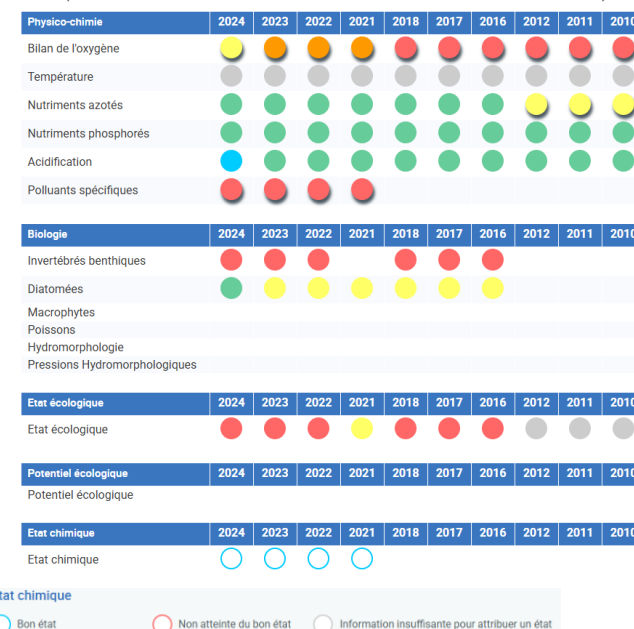 Physico-chimie 2024 2023 2022 2021 2018 2017 2016 2012 2011 2010
Bilan de l'oxygène
Température
Nutriments azotés
Nutriments phosphorés
Acidification
Polluants spécifiques
Biologie 2024 2023 2022 2021 2018 2017 2016 2012 2011 2010
Invertébrés benthiques
Diatomées
Macrophytes
Poissons
Hydromorphologie
Pressions Hydromorphologiques
Etat écologique 2024 2023 2022 2021 2018 2017 2016 2012 2011 2010
Etat écologique
Potentiel écologique 2024 2023 2022 2021 2018 2017 2016 2012 2011 2010
Potentiel écologique
Etat chimique 2024 2023 2022 2021 2018 2017 2016 2012 2011 2010
Etat chimique
tat chimique
Bon état Non atteinte du bon état Information insuffisante pour attribuer un état